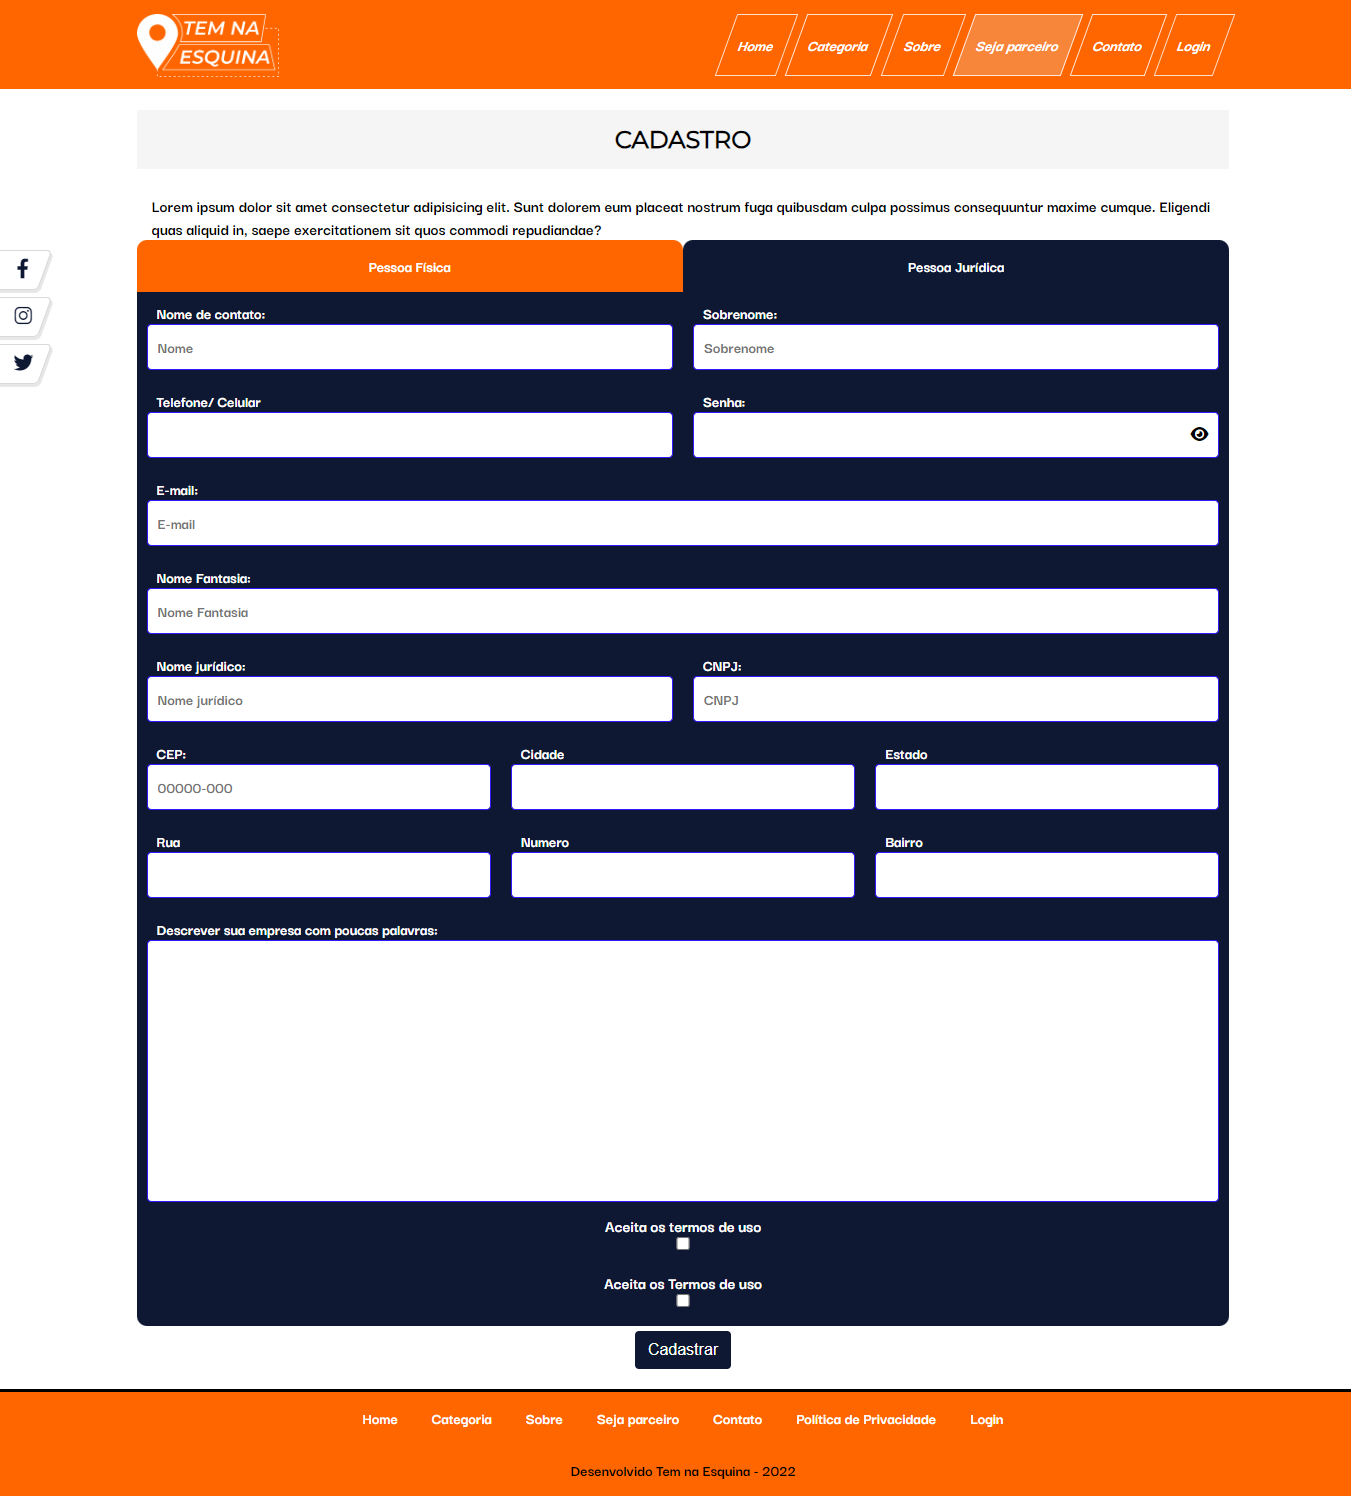 TEM NA
ESQUINA
Home Categoria Sobre Seja parceiro Contato Login
CADASTRO
Lorem ipsum dolor sit amet consectetur adipisicing elit. Sunt dolorem eum placeat nostrum fuga quibusdam culpa possimus consequuntur maxime cumque. Eligendi
quas aliquid in, saepe exercitationem sit quos commodi repudiandae?
Pessoa Física Pessoa Jurídica
Nome de contato: Sobrenome:
Nome Sobrenome
Telefone/ Celular Senha:
E-mail:
E-mail
Nome Fantasia:
Nome Fantasia
Nome jurídico: CNPJ:
Nome jurídico CNPJ
CEP: Cidade Estado
00000-000
Rua Numero Bairro
Descrever sua empresa com poucas palavras:
Aceita os termos de uso
Aceita os Termos de uso
Cadastrar
Home Categoria Sobre Seja parceiro Contato Política de Privacidade Login
Desenvolvido Tem na Esquina - 2022